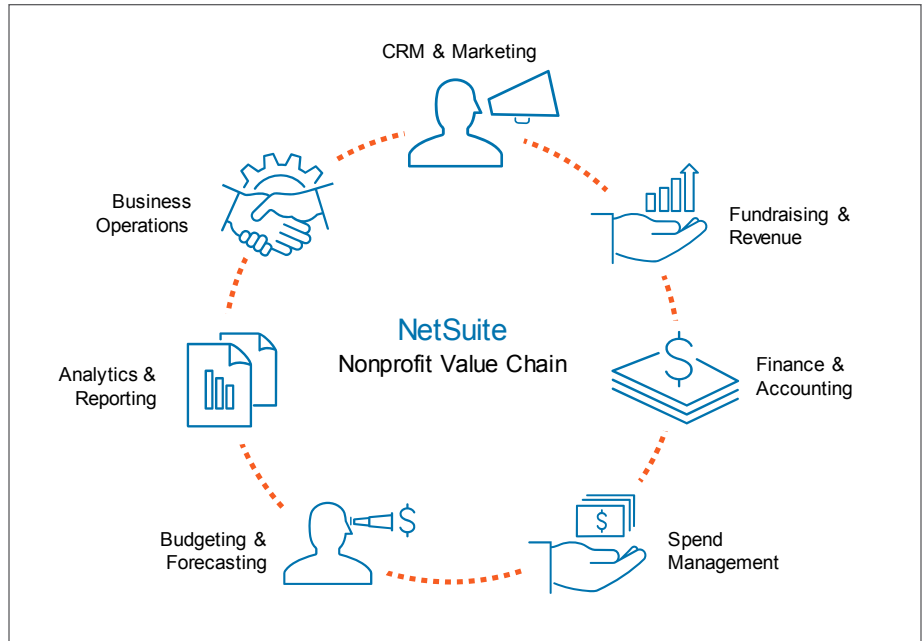 CRM & Marketing
Business
Operations
Fundraising &
Revenue
NetSuite
Nonprofit Value Chain
Analytics &
Reporting
$
Finance &
Accounting
Budgeting &
Forecasting
$
$
Spend
Management